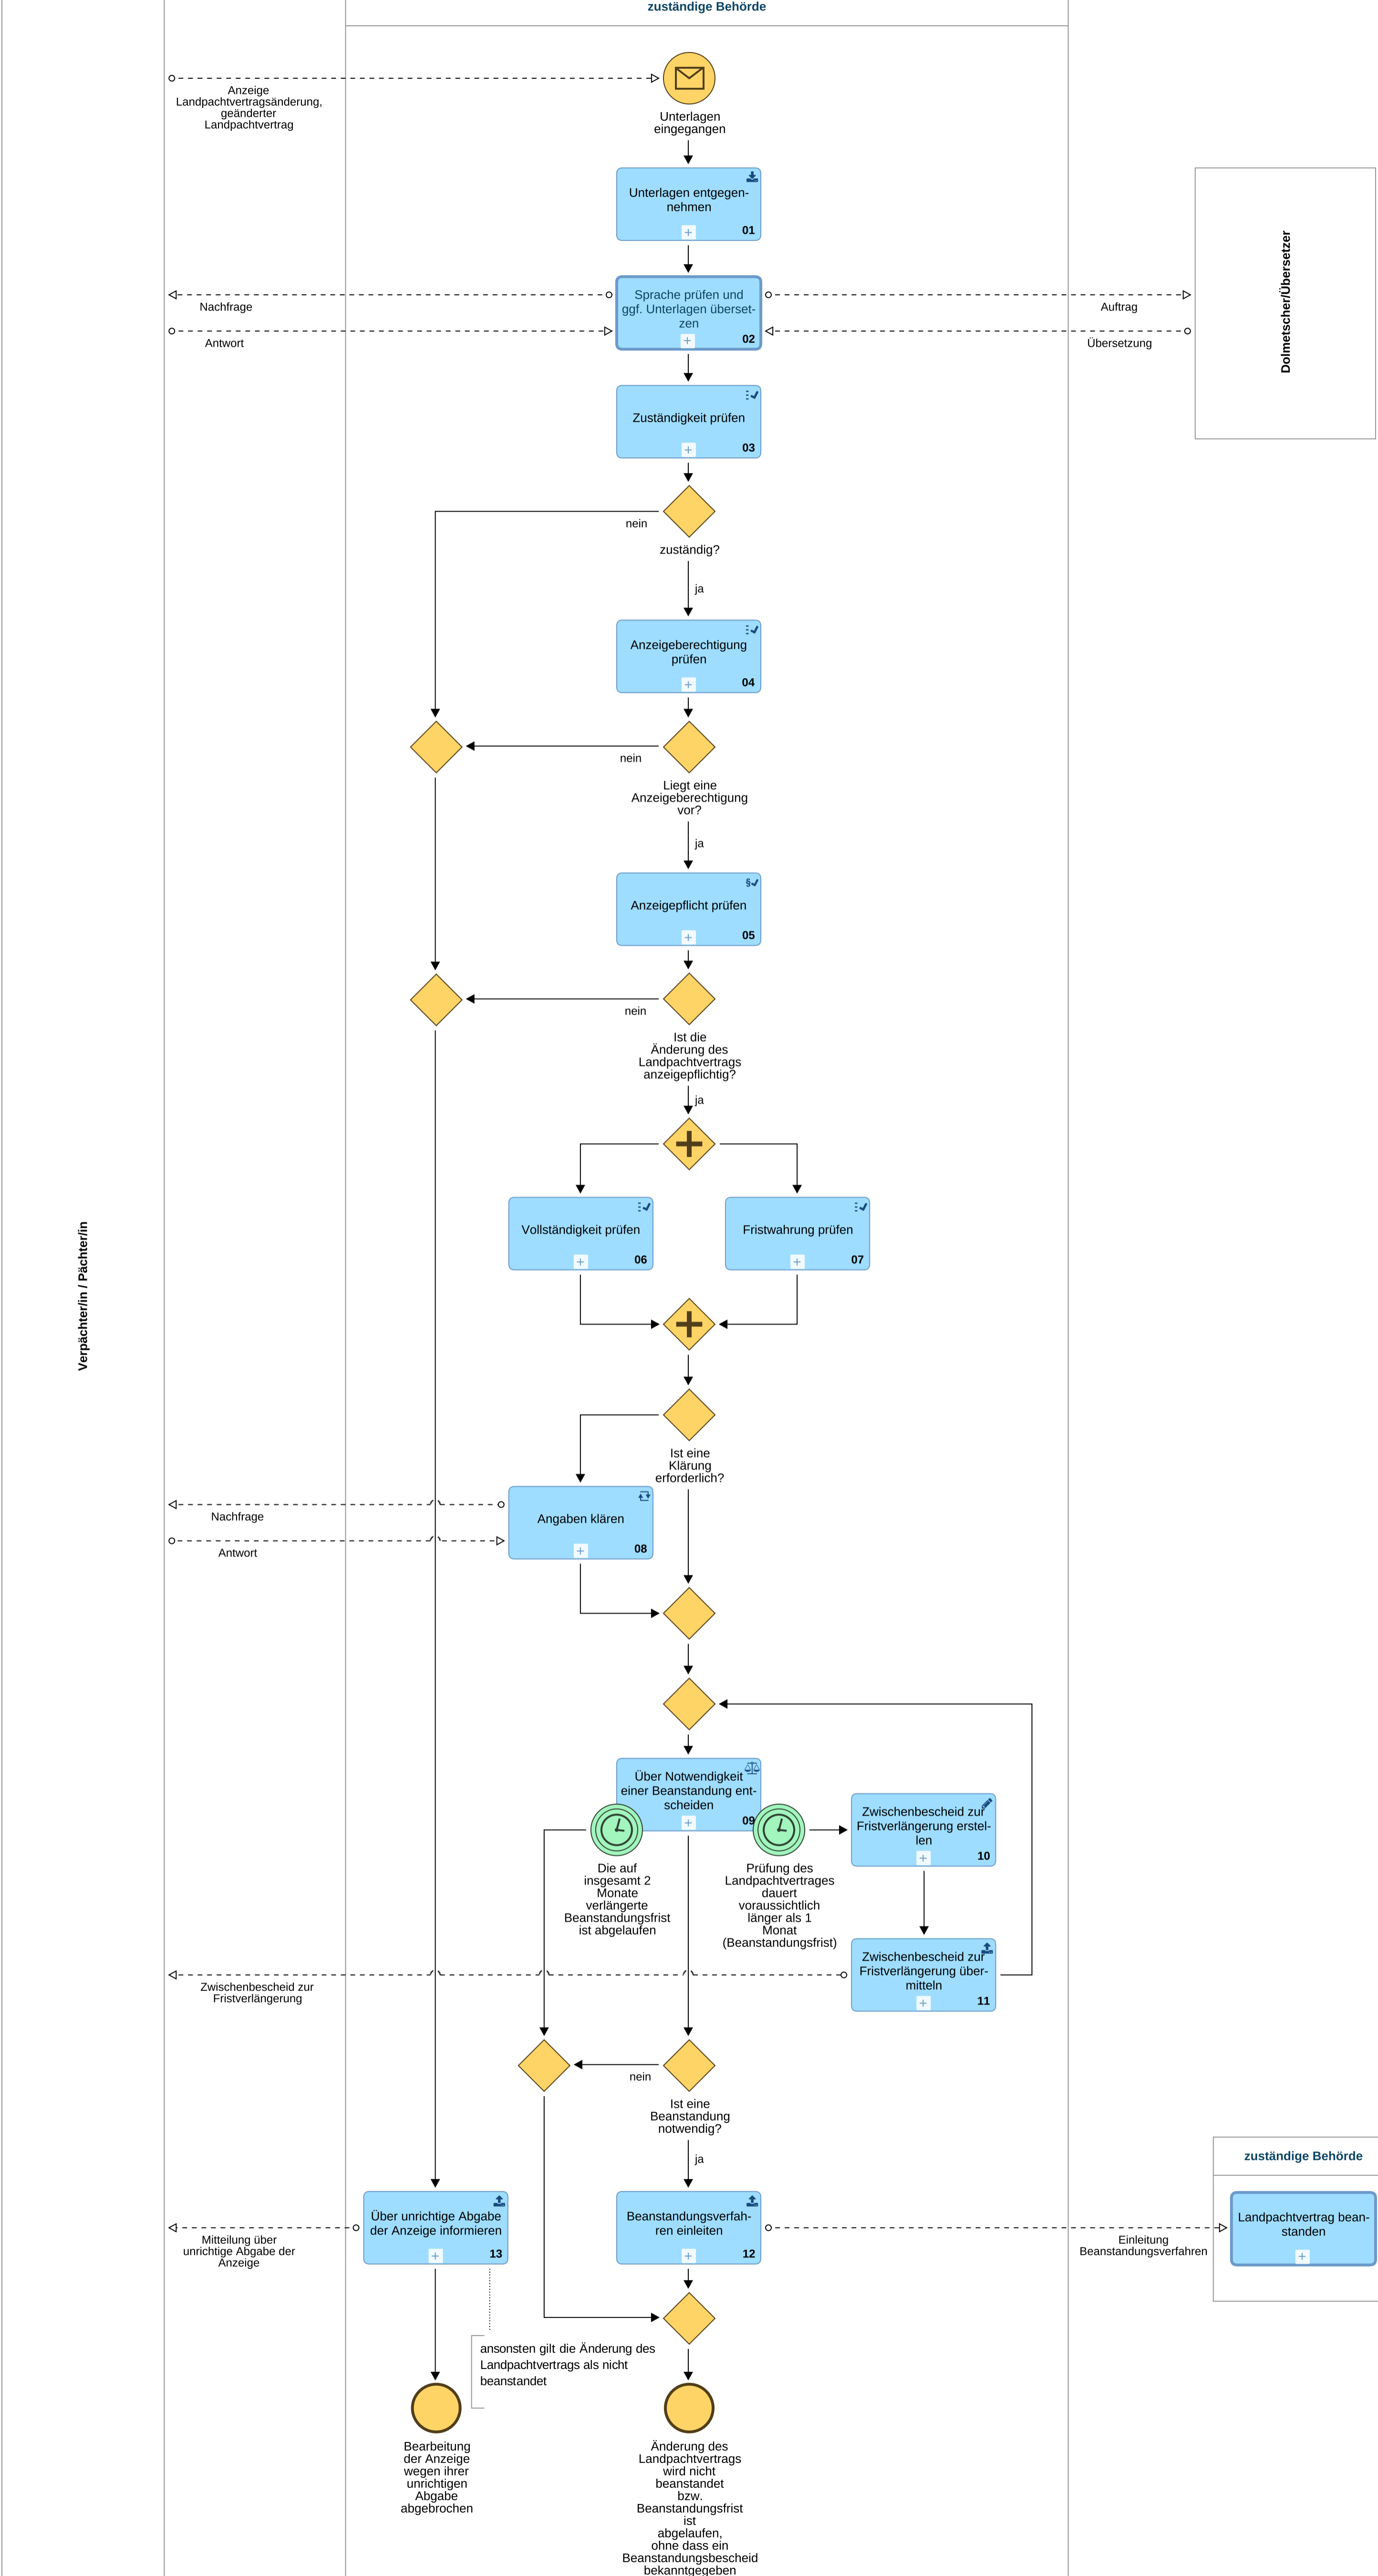 zuständige Behörde
Anzeige
Landpachtvertragsänderung,
geänderter
Landpachtvertrag
Unterlagen
eingegangen
Unterlagen entgegen-
nehmen
01
Dolmetscher/Übersetzer
Sprache prüfen und
ggf. Unterlagen überset-
zen
02
Nachfrage
Auftrag
Antwort
Übersetzung
Zuständigkeit prüfen
03
nein
zuständig?
ja
Anzeigeberechtigung
prüfen
04
nein
Liegt eine
Anzeigeberechtigung
vor?
ja
Anzeigepflicht prüfen
05
nein
Ist die
Änderung des
Landpachtvertrags
anzeigepflichtig?
ja
Verpächter/in / Pächter/in
Vollständigkeit prüfen
06
Fristwahrung prüfen
07
Ist eine
Klärung
erforderlich?
Nachfrage
Angaben klären
08
Antwort
Über Notwendigkeit
einer Beanstandung ent-
scheiden
09
Zwischenbescheid zur
Fristverlängerung erstel-
len
10
Die auf
insgesamt 2
Monate
verlängerte
Beanstandungsfrist
ist abgelaufen
Prüfung des
Landpachtvertrages
dauert
voraussichtlich
länger als 1
Monat
(Beanstandungsfrist)
Zwischenbescheid zur
Fristverlängerung über-
mitteln
11
Zwischenbescheid zur
Fristverlängerung
nein
Ist eine
Beanstandung
notwendig?
ja
zuständige Behörde
Über unrichtige Abgabe
der Anzeige informieren
13
Beanstandungsverfah-
ren einleiten
12
Landpachtvertrag bean-
standen
Mitteilung über
unrichtige Abgabe der
Anzeige
Einleitung
Beanstandungsverfahren
ansonsten gilt die Änderung des
Landpachtvertrags als nicht
beanstandet
Bearbeitung
der Anzeige
wegen ihrer
unrichtigen
Abgabe
abgebrochen
Änderung des
Landpachtvertrags
wird nicht
beanstandet
bzw.
Beanstandungsfrist
ist
abgelaufen,
ohne dass ein
Beanstandungsbescheid
bekanntgegeben